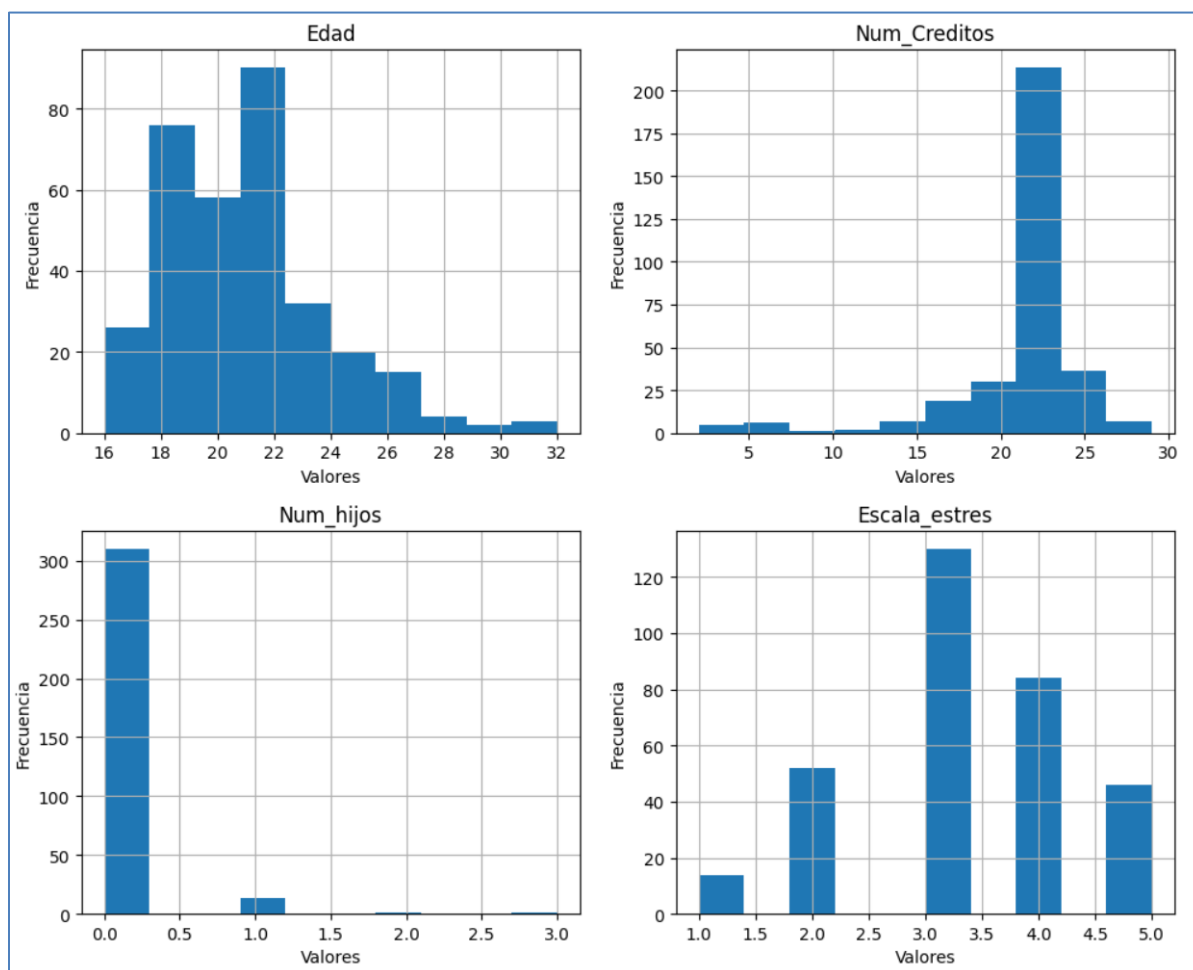 Edad
80
60
40
20
0
Frecuencia
16 18 20 22 24 26 28 30 32
Valores
Num_Creditos
200
175
150
125
100
75
50
25
0
Frecuencia
5 10 15 20 25 30
Valores
Num_hijos
300
250
200
150
100
50
0
Frecuencia
0.0 0.5 1.0 1.5 2.0 2.5 3.0
Valores
Escala_estres
120
100
80
60
40
20
0
Frecuencia
1.0 1.5 2.0 2.5 3.0 3.5 4.0 4.5 5.0
Valores